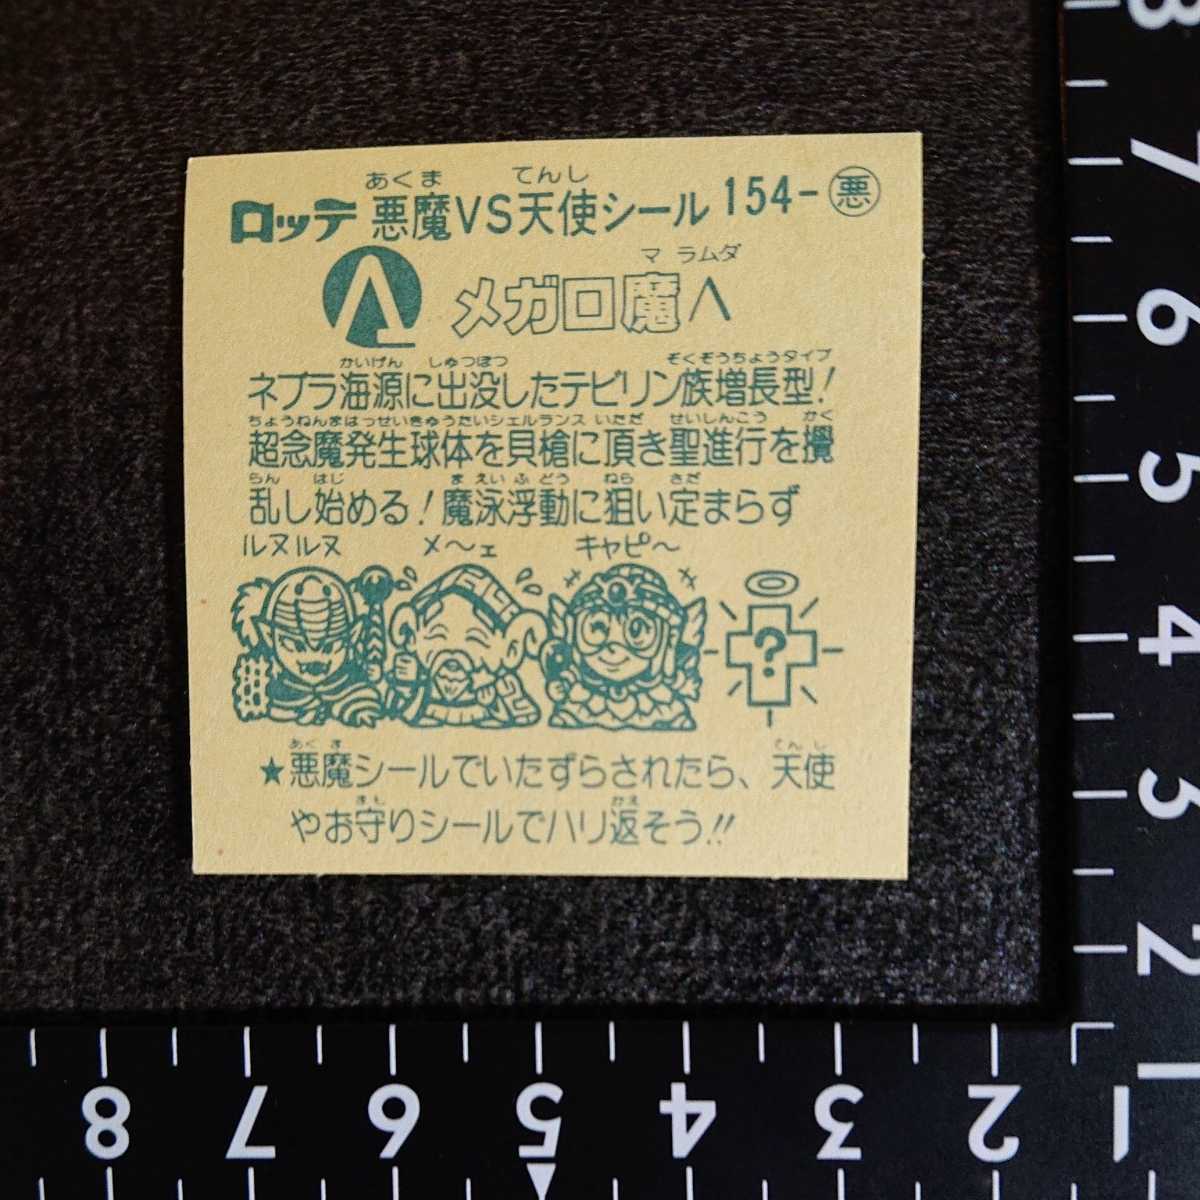 あくま てんし
ロッテ 悪魔VS天使シール 154-悪
マ ラムダ
メガロ魔Λ
かいげん しゅつぼつ ぞくぞうちょうタイプ
ネブラ海源に出没したテビリン族増長型!
ちょうねんまはっせいきゅうたいシェルランス いただ せいしんこう かく
超念魔発生球体を貝槍に頂き聖進行を攪
らん はじ ま えい ふ どう ねら さだ
乱し始める!魔泳浮動に狙い定まらず
ルヌルヌ メ〜ェ キャピ〜
?
あく ま てん し
★悪魔シールでいたずらされたら、天使
まも かえ
やお守りシールでハリ返そう!!
8
7
6
5
4
3
2
1
8 7 6 5 4 3 2 1